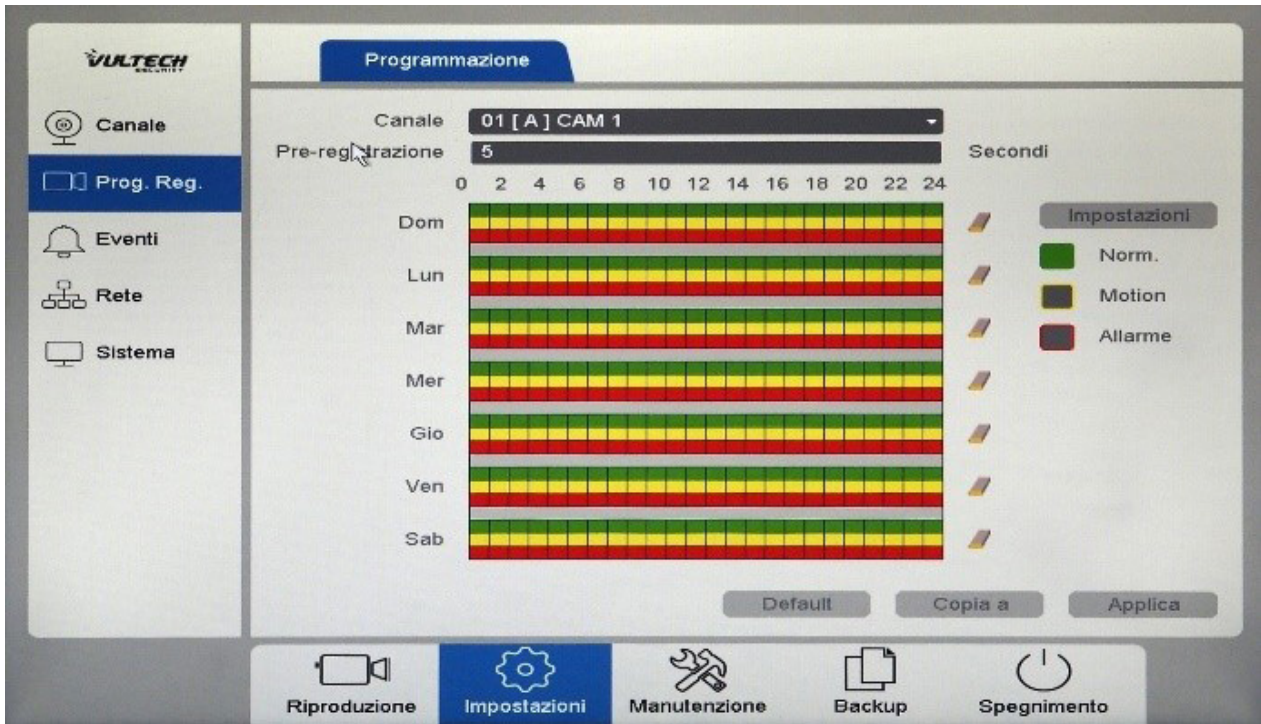 VULTECH
SECURITY
Programmazione
Canale
Prog. Reg.
Eventi
Rete
Sistema
Canale 01 [ A ] CAM 1
Pre-registrazione 5 Secondi
0 2 4 6 8 10 12 14 16 18 20 22 24
Dom
Lun
Mar
Mer
Gio
Ven
Sab
Impostazioni
Norm.
Motion
Allarme
Default Copia a Applica
Riproduzione Impostazioni Manutenzione Backup Spegnimento